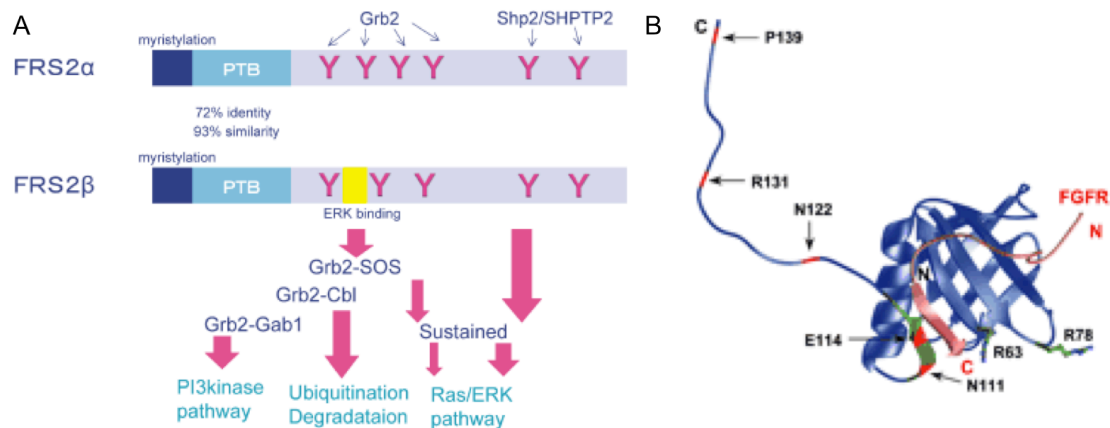 A
Grb2
Shp2/SHPTP2
myristylation
FRS2α
PTB
Y Y Y Y Y Y
72% identity
93% similarity
myristylation
FRS2β
PTB
Y Y Y Y Y
ERK binding
Grb2-SOS
Grb2-Cbl
Grb2-Gab1
Sustained
PI3kinase
pathway
Ubiquitination
Degradataion
Ras/ERK
pathway
B
C
P139
R131
N122
FGFR
N
N
E114
R63
R78
C
N111